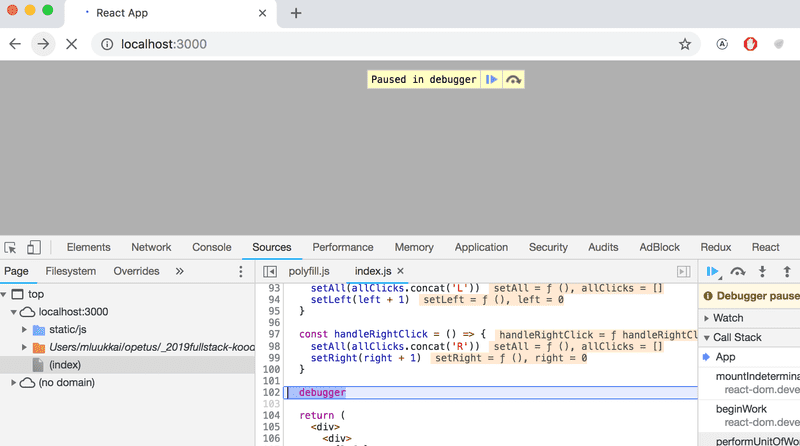 React App
localhost:3000
Paused in debugger
Elements Network Console Sources Performance Memory Application Security Audits AdBlock Redux React
Page Filesystem Overrides »
polyfill.js index.js
top
localhost:3000
static/js
Users/mluukkai/opetus/_2019fullstack-kood
(index)
(no domain)
93 setAll(allClicks.concat('L')) setAll = ƒ (), allClicks = []
94 setLeft(left + 1) setLeft = ƒ (), left = 0
95 }
96
97 const handleRightClick = () => { handleRightClick = ƒ handleRightCl
98 setAll(allClicks.concat('R')) setAll = ƒ (), allClicks = []
99 setRight(right + 1) setRight = ƒ (), right = 0
100 }
101
102 debugger
103
104 return (
105 <div>
106 <div>
Debugger pause
Watch
Call Stack
App
mountIndetermina
react-dom.deve
beginWork
react-dom.deve
performUnitOfWo